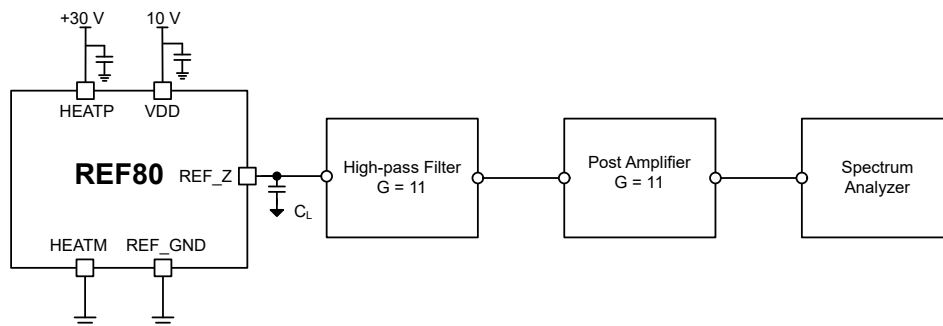 +30 V
10 V
HEATP
VDD
REF80
REF_Z
HEATM
REF_GND
C_L
High-pass Filter
G = 11
Post Amplifier
G = 11
Spectrum
Analyzer